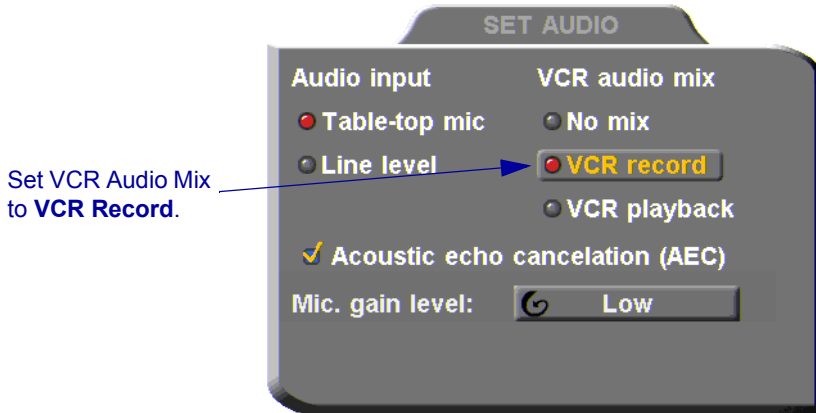 SET AUDIO
Audio input
VCR audio mix
Table-top mic
No mix
Line level
VCR record
VCR playback
Acoustic echo cancelation (AEC)
Mic. gain level:
Low
Set VCR Audio Mix
to VCR Record.